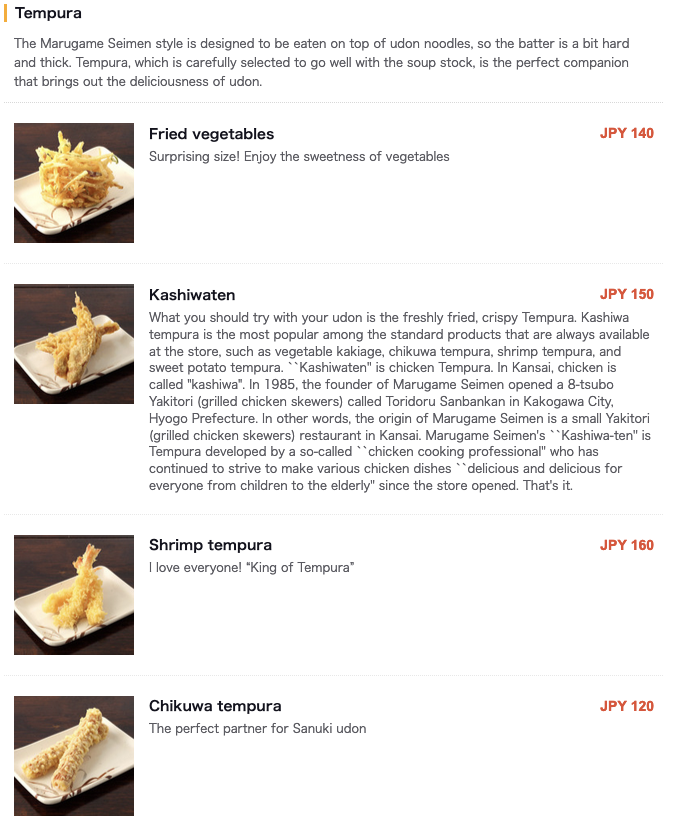 Tempura
The Marugame Seimen style is designed to be eaten on top of udon noodles, so the batter is a bit hard
and thick. Tempura, which is carefully selected to go well with the soup stock, is the perfect companion
that brings out the deliciousness of udon.
Fried vegetables JPY 140
Surprising size! Enjoy the sweetness of vegetables
Kashiwaten JPY 150
What you should try with your udon is the freshly fried, crispy Tempura. Kashiwa
tempura is the most popular among the standard products that are always available
at the store, such as vegetable kakiage, chikuwa tempura, shrimp tempura, and
sweet potato tempura. ``Kashiwaten" is chicken Tempura. In Kansai, chicken is
called "kashiwa". In 1985, the founder of Marugame Seimen opened a 8-tsubo
Yakitori (grilled chicken skewers) called Toridoru Sanbankan in Kakogawa City,
Hyogo Prefecture. In other words, the origin of Marugame Seimen is a small Yakitori
(grilled chicken skewers) restaurant in Kansai. Marugame Seimen's ``Kashiwa-ten" is
Tempura developed by a so-called ``chicken cooking professional" who has
continued to strive to make various chicken dishes ``delicious and delicious for
everyone from children to the elderly" since the store opened. That's it.
Shrimp tempura JPY 160
I love everyone! “King of Tempura”
Chikuwa tempura JPY 120
The perfect partner for Sanuki udon